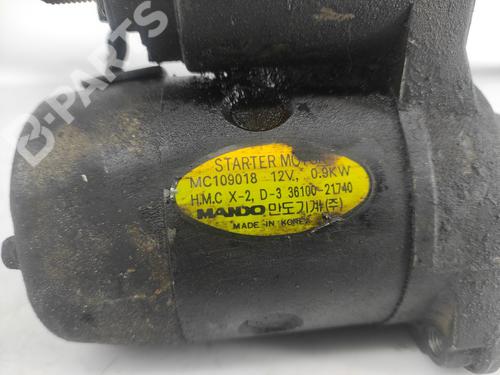 B-PARTS
STARTER MOTOR
MC109018 12V, 0.9KW
H.M.C X-2, D-3 36100-21740
MANDO 만도기계(주)
MADE IN KOREA